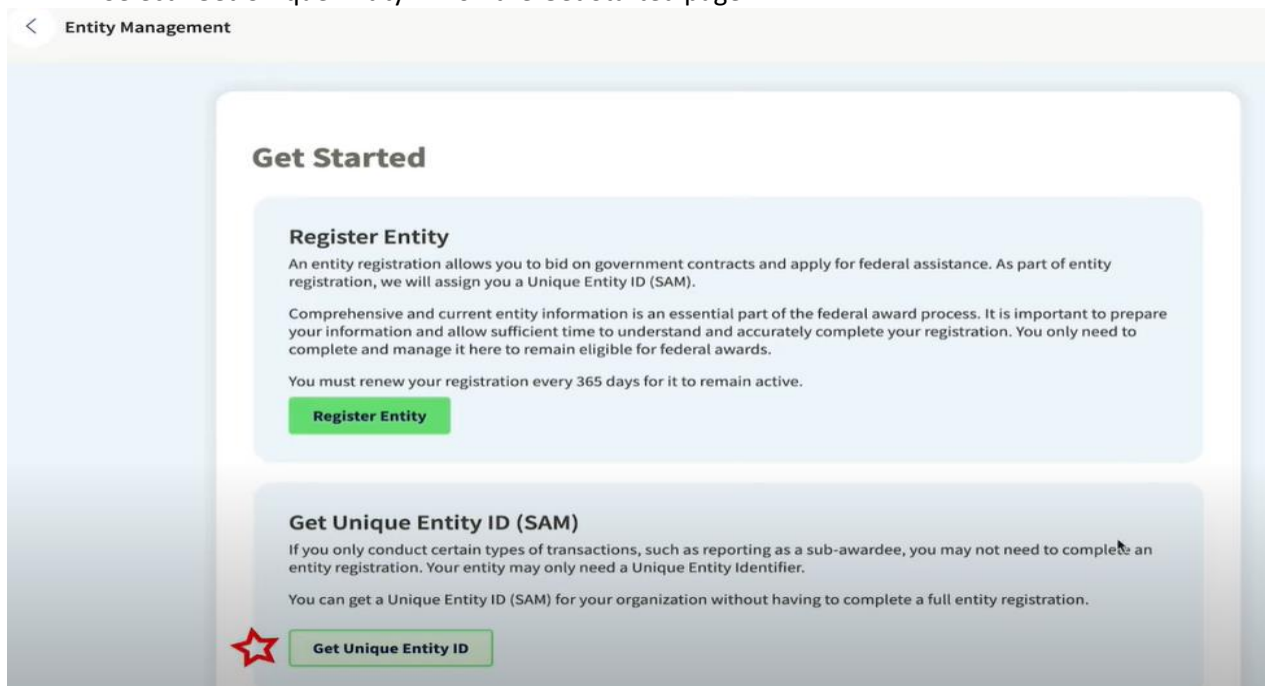 Entity Management
Get Started
Register Entity
An entity registration allows you to bid on government contracts and apply for federal assistance. As part of entity
registration, we will assign you a Unique Entity ID (SAM).
Comprehensive and current entity information is an essential part of the federal award process. It is important to prepare
your information and allow sufficient time to understand and accurately complete your registration. You only need to
complete and manage it here to remain eligible for federal awards.
You must renew your registration every 365 days for it to remain active.
Register Entity
Get Unique Entity ID (SAM)
If you only conduct certain types of transactions, such as reporting as a sub-awardee, you may not need to complete an
entity registration. Your entity may only need a Unique Entity Identifier.
You can get a Unique Entity ID (SAM) for your organization without having to complete a full entity registration.
Get Unique Entity ID